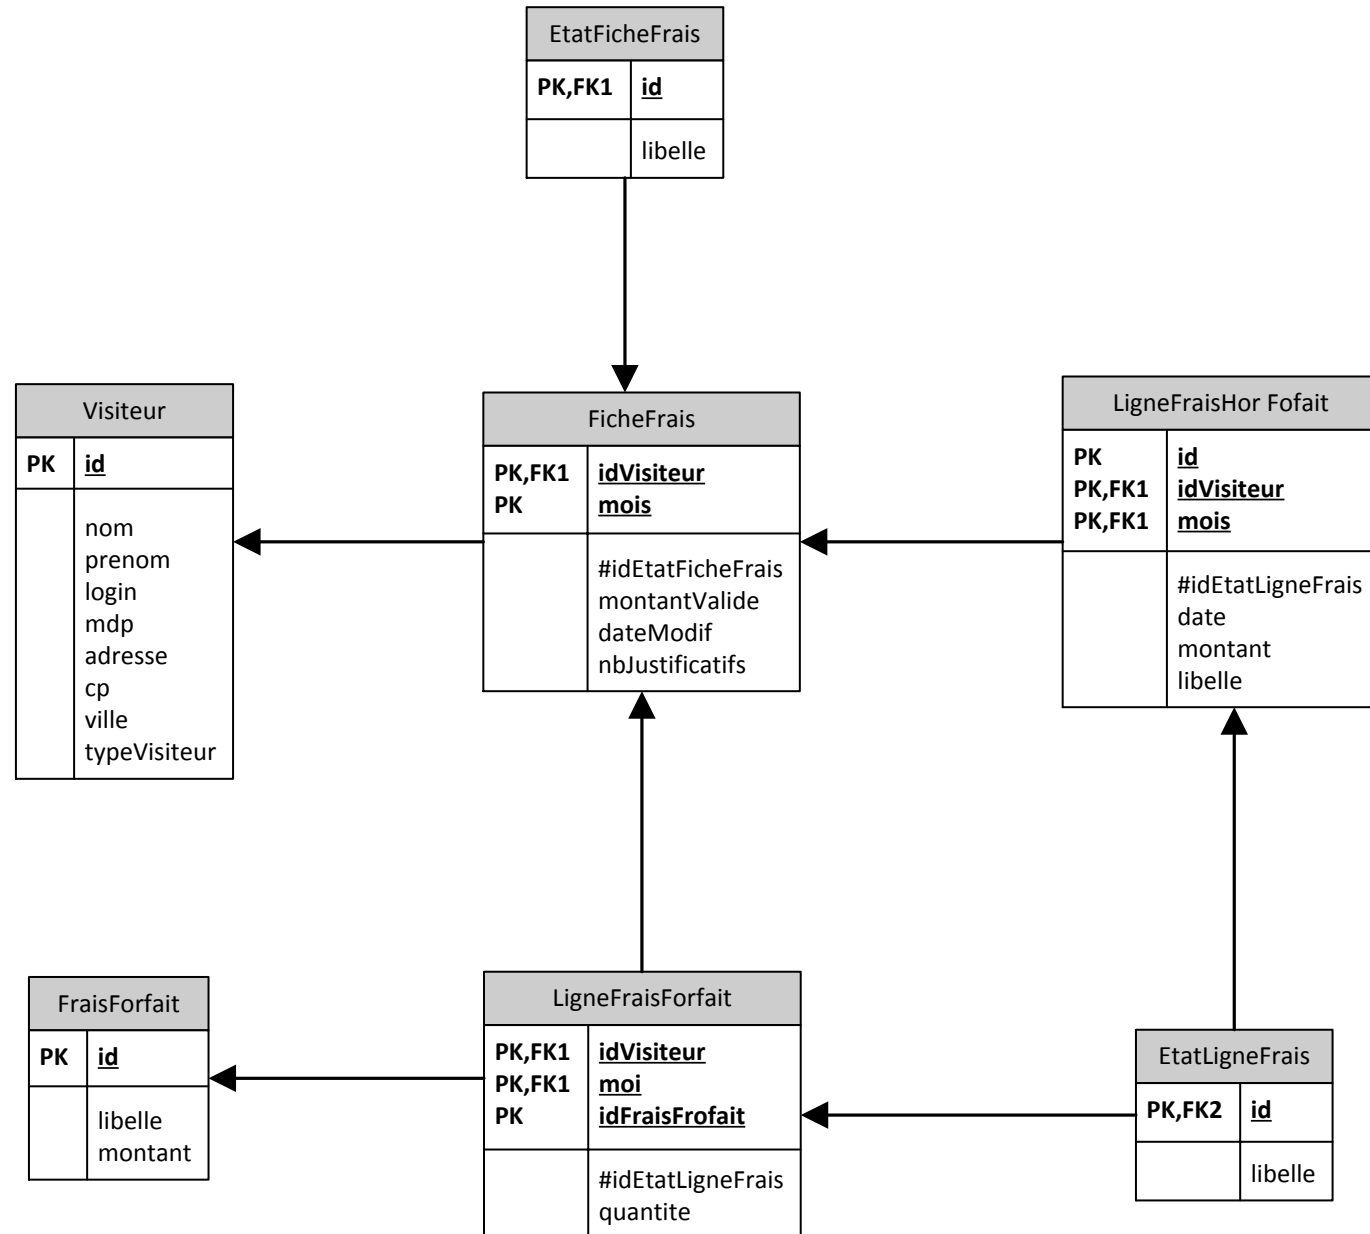 EtatFicheFrais
PK,FK1 id
libelle
Visiteur
PK id
nom
prenom
login
mdp
adresse
cp
ville
typeVisiteur
FicheFrais
PK,FK1 idVisiteur
PK mois
#idEtatFicheFrais
montantValide
dateModif
nbJustificatifs
LigneFraisHor Fofait
PK id
PK,FK1 idVisiteur
PK,FK1 mois
#idEtatLigneFrais
date
montant
libelle
FraisForfait
PK id
libelle
montant
LigneFraisForfait
PK,FK1 idVisiteur
PK,FK1 moi
PK idFraisFrofait
#idEtatLigneFrais
quantite
EtatLigneFrais
PK,FK2 id
libelle